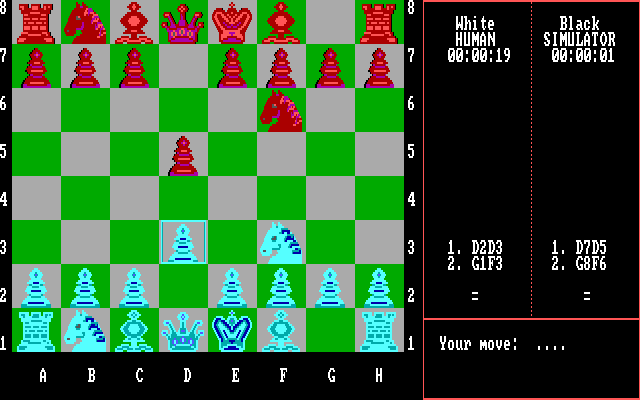 8 8
7 7
6 6
5 5
4 4
3 3
2 2
1 1
A B C D E F G H
White Black
HUMAN SIMULATOR
00:00:19 00:00:01
1. D2D3 1. D7D5
2. G1F3 2. G8F6
= =
Your move: ....